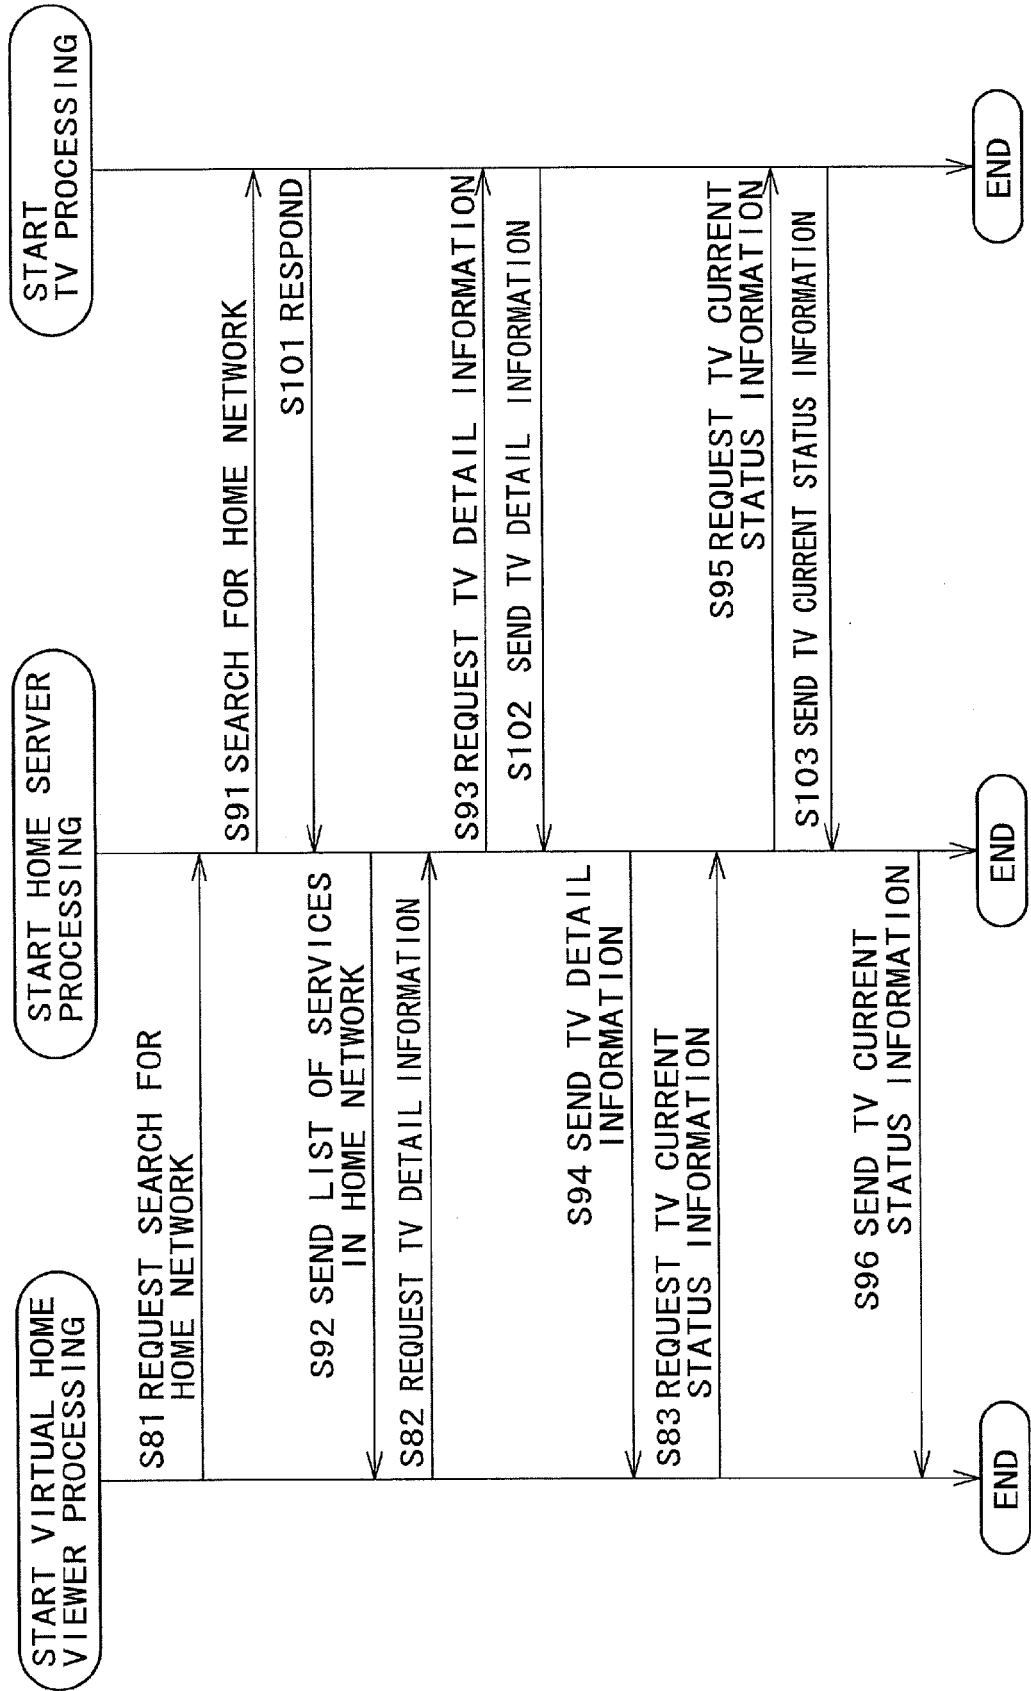 START VIRTUAL HOME
VIEWER PROCESSING
START HOME SERVER
PROCESSING
START
TV PROCESSING
S81 REQUEST SEARCH FOR
HOME NETWORK
S91 SEARCH FOR HOME NETWORK
S101 RESPOND
S92 SEND LIST OF SERVICES
IN HOME NETWORK
S82 REQUEST TV DETAIL INFORMATION
S93 REQUEST TV DETAIL INFORMATION
S102 SEND TV DETAIL INFORMATION
S94 SEND TV DETAIL
INFORMATION
S83 REQUEST TV CURRENT
STATUS INFORMATION
S95 REQUEST TV CURRENT
STATUS INFORMATION
S103 SEND TV CURRENT STATUS INFORMATION
S96 SEND TV CURRENT
STATUS INFORMATION
END
END
END